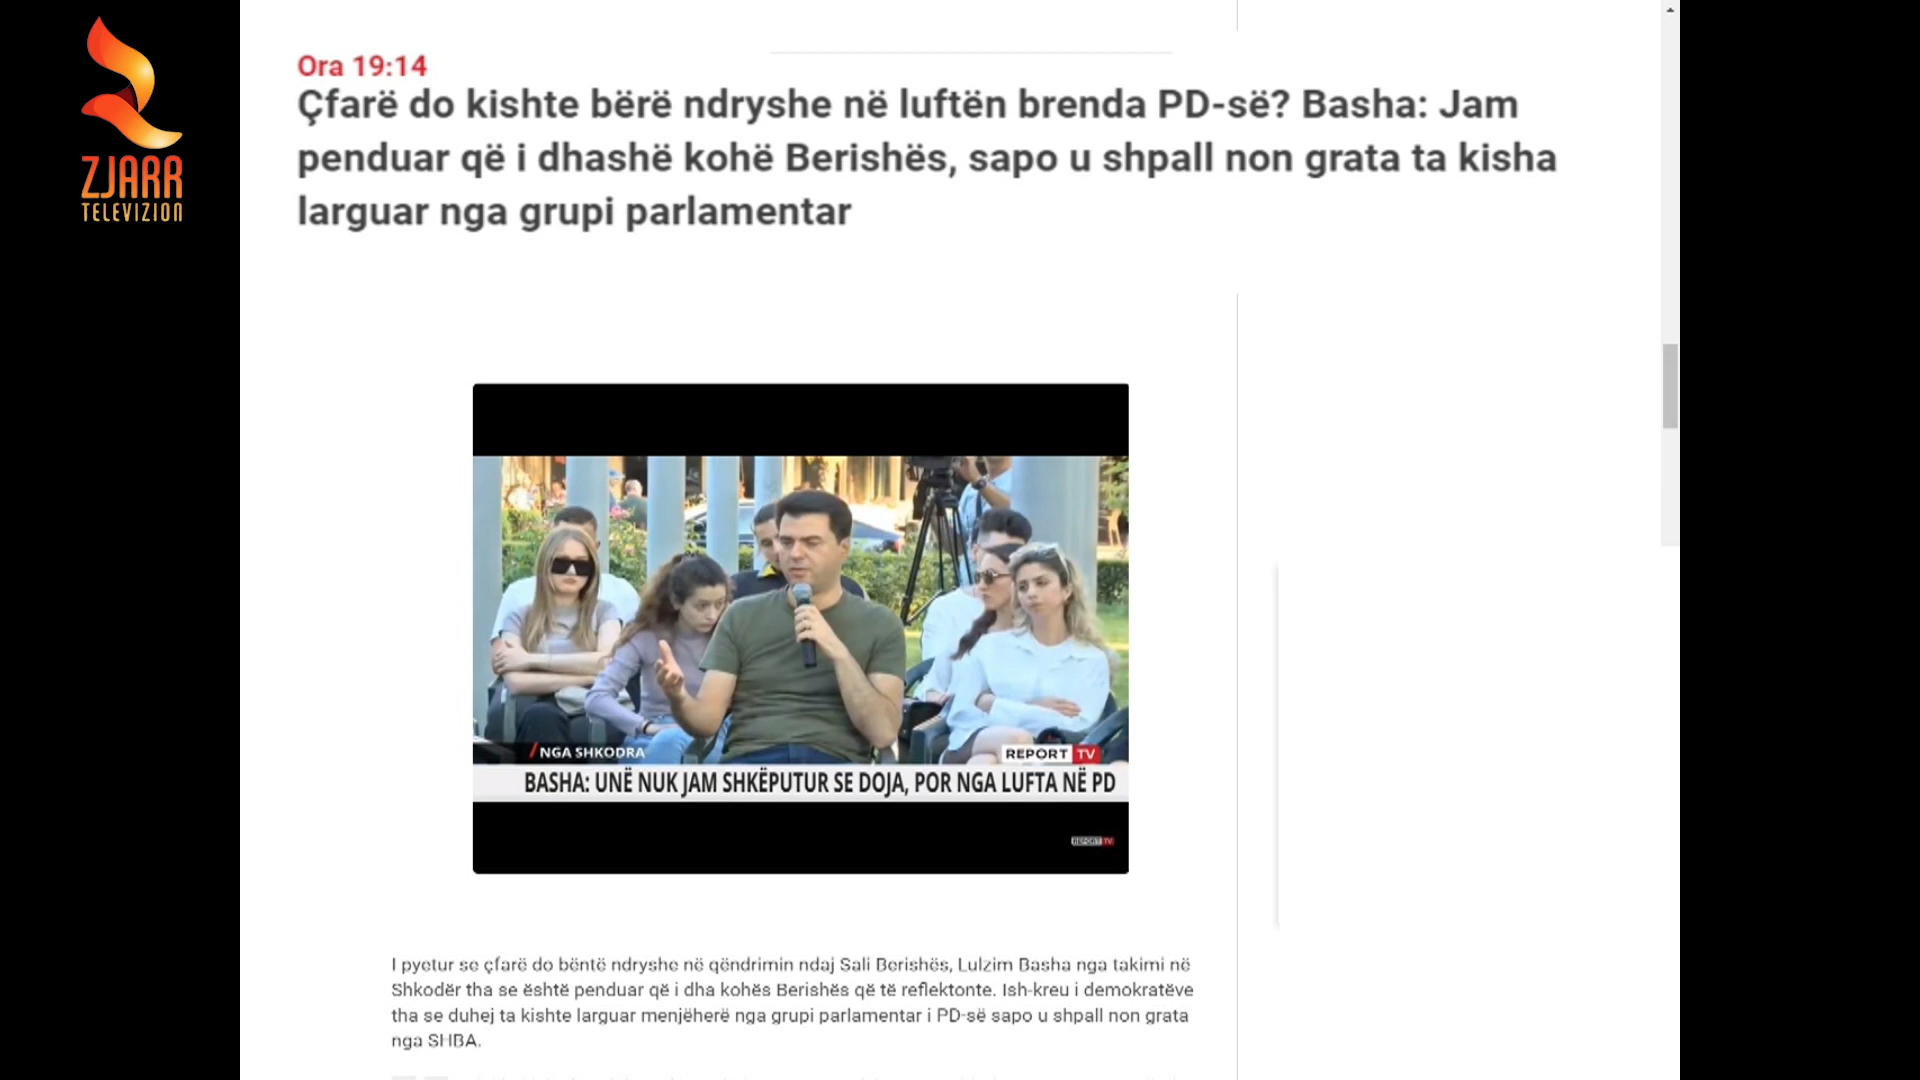 ZJARR
TELEVIZION
Ora 19:14
Çfarë do kishte bërë ndryshe në luftën brenda PD-së? Basha: Jam
penduar që i dhashë kohë Berishës, sapo u shpall non grata ta kisha
larguar nga grupi parlamentar
NGA SHKODRA
REPORT TV
BASHA: UNË NUK JAM SHKËPUTUR SE DOJA, POR NGA LUFTA NË PD
REPORT TV
I pyetur se çfarë do bëntë ndryshe në qëndrimin ndaj Sali Berishës, Lulzim Basha nga takimi në
Shkodër tha se është penduar që i dha kohës Berishës që të reflektonte. Ish-kreu i demokratëve
tha se duhej ta kishte larguar menjëherë nga grupi parlamentar i PD-së sapo u shpall non grata
nga SHBA.